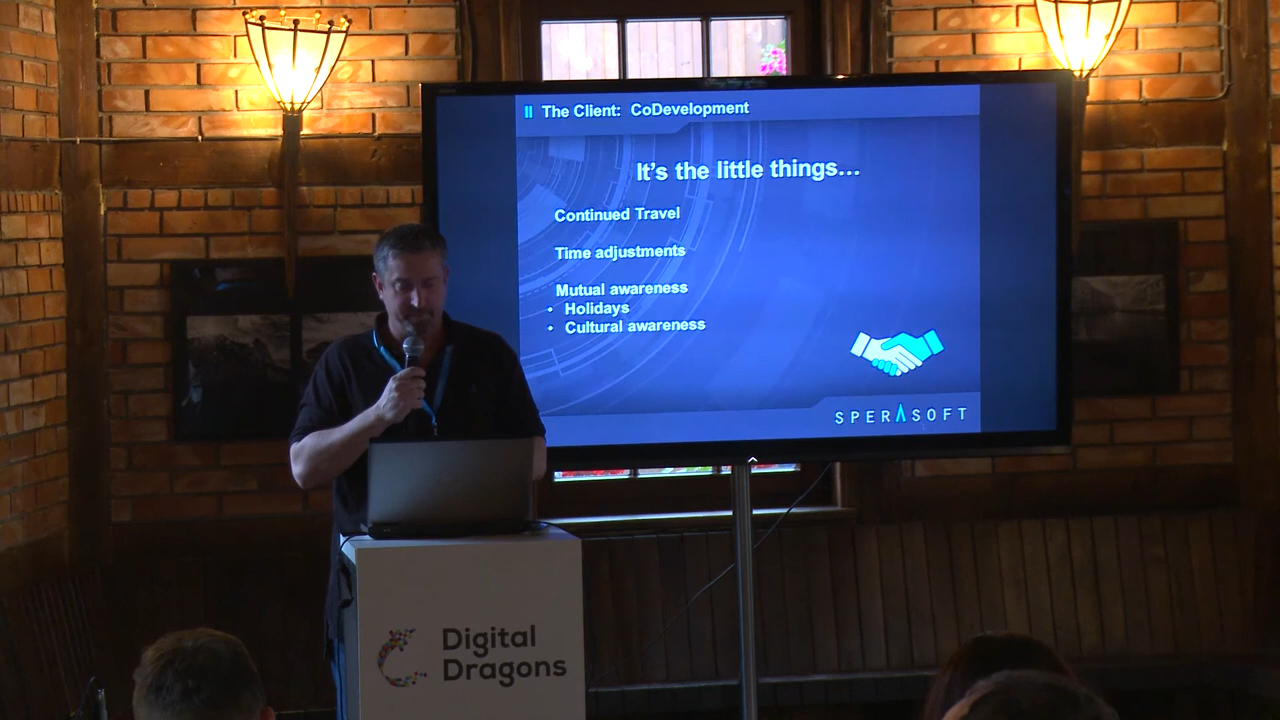 The Client: CoDevelopment
It's the little things...
Continued Travel
Time adjustments
Mutual awareness
• Holidays
• Cultural awareness
SPERASOFT
Digital
Dragons